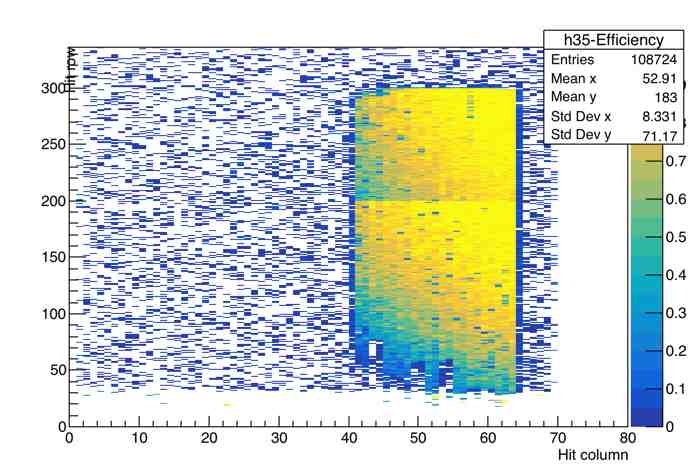 h35-Efficiency
Entries 108724
Mean x 52.91
Mean y 183
Std Dev x 8.331
Std Dev y 71.17
Hit row
300
250
200
150
100
50
0
0 10 20 30 40 50 60 70 80
Hit column
0.7
0.6
0.5
0.4
0.3
0.2
0.1
0